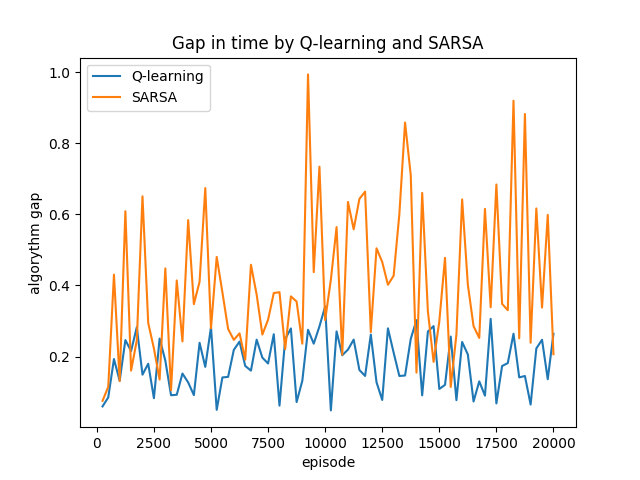 Gap in time by Q-learning and SARSA
Q-learning
SARSA
1.0
0.8
0.6
0.4
0.2
algorythm gap
0 2500 5000 7500 10000 12500 15000 17500 20000
episode